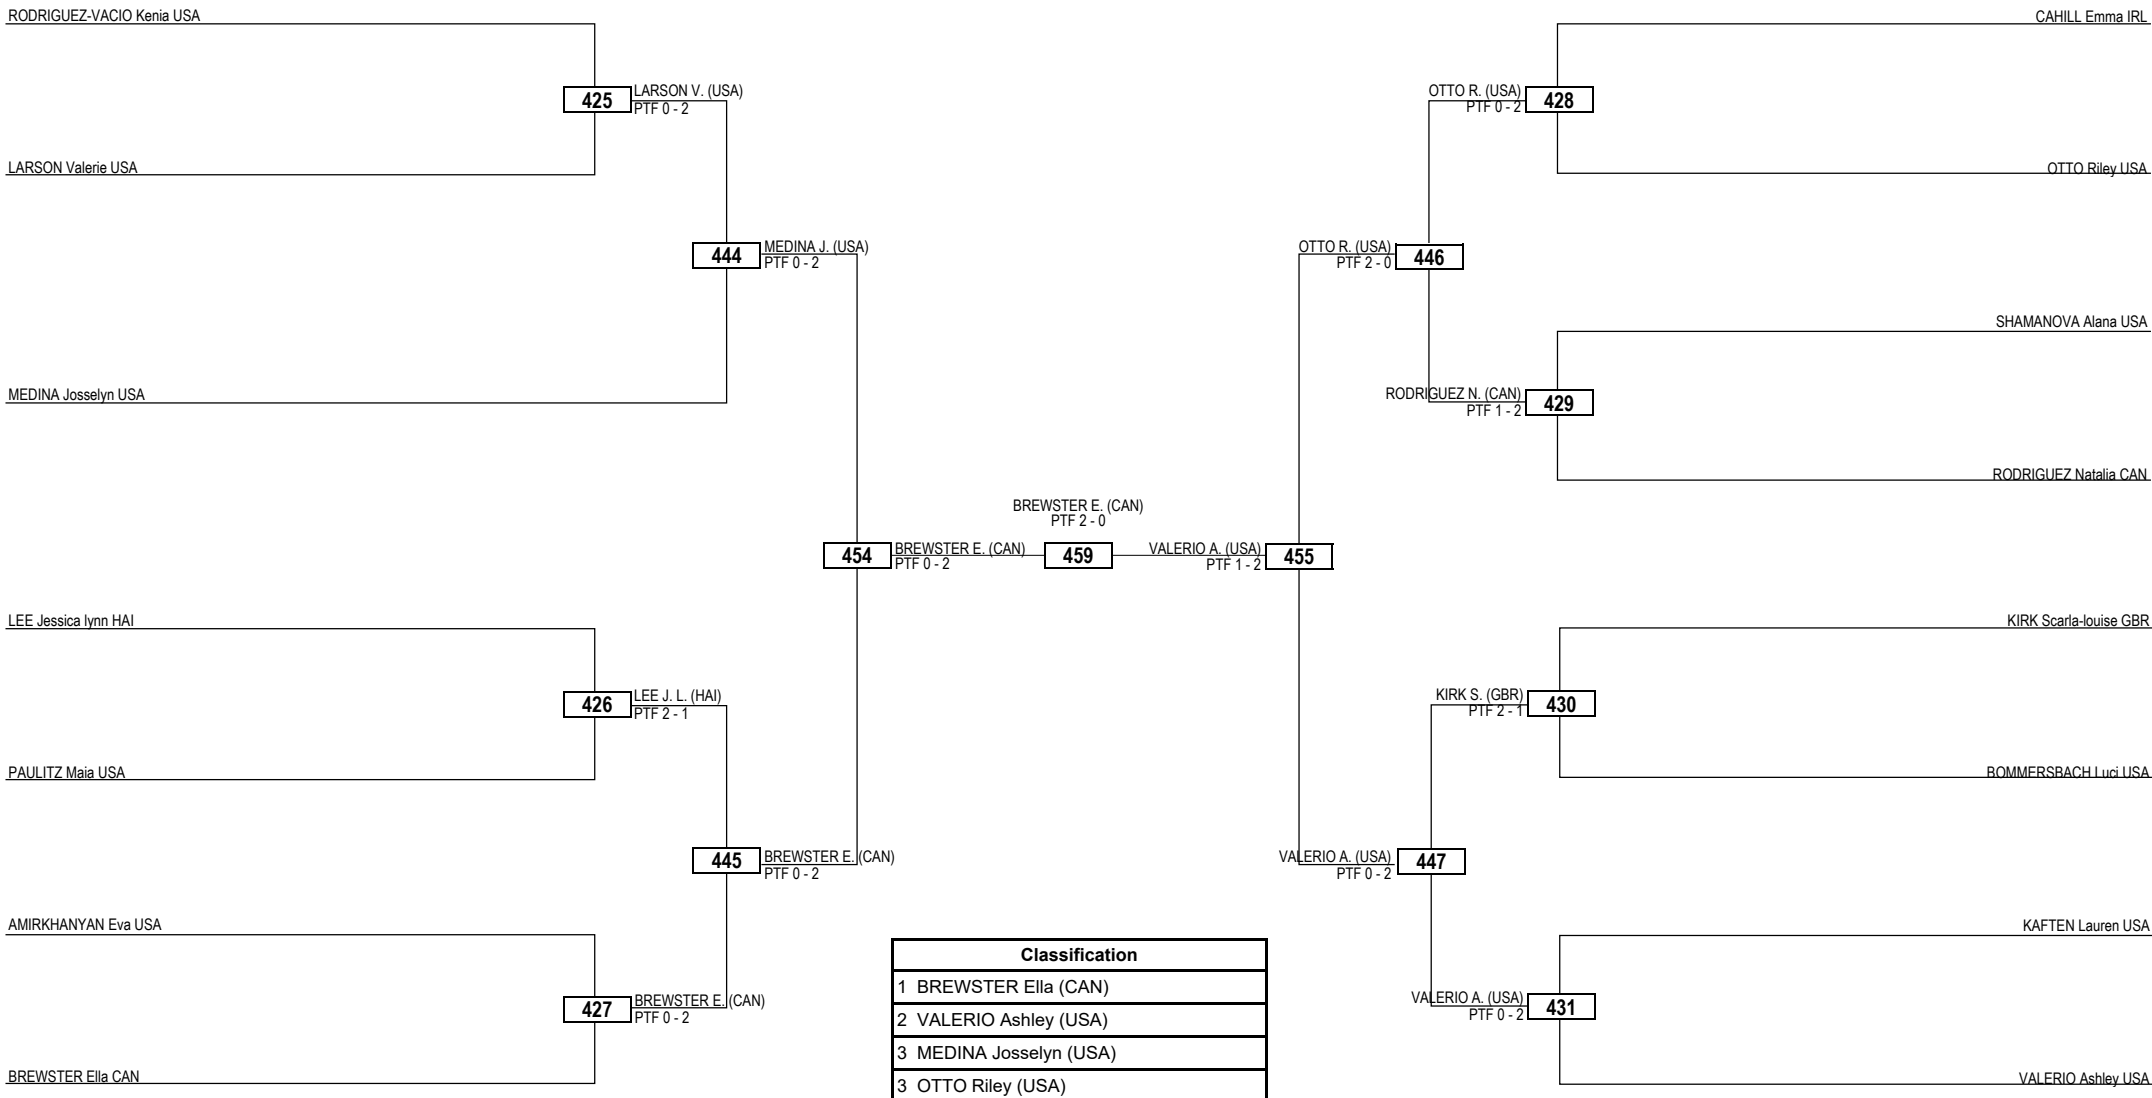 RODRIGUEZ-VACIO Kenia USA
425
LARSON V. (USA)
PTF 0 - 2
LARSON Valerie USA
444
MEDINA J. (USA)
PTF 0 - 2
MEDINA Josselyn USA
454
BREWSTER E. (CAN)
PTF 0 - 2
LEE Jessica lynn HAI
426
LEE J. L. (HAI)
PTF 2 - 1
PAULITZ Maia USA
445
BREWSTER E. (CAN)
PTF 0 - 2
AMIRKHANYAN Eva USA
427
BREWSTER E. (CAN)
PTF 0 - 2
BREWSTER Ella CAN
BREWSTER E. (CAN)
PTF 2 - 0
459
CAHILL Emma IRL
OTTO R. (USA)
PTF 0 - 2
428
OTTO Riley USA
OTTO R. (USA)
PTF 2 - 0
446
SHAMANOVA Alana USA
RODRIGUEZ N. (CAN)
PTF 1 - 2
429
RODRIGUEZ Natalia CAN
VALERIO A. (USA)
PTF 1 - 2
455
KIRK Scarla-louise GBR
KIRK S. (GBR)
PTF 2 - 1
430
BOMMERSBACH Luci USA
VALERIO A. (USA)
PTF 0 - 2
447
KAFTEN Lauren USA
VALERIO A. (USA)
PTF 0 - 2
431
VALERIO Ashley USA
Classification
1 BREWSTER Ella (CAN)
2 VALERIO Ashley (USA)
3 MEDINA Josselyn (USA)
3 OTTO Riley (USA)